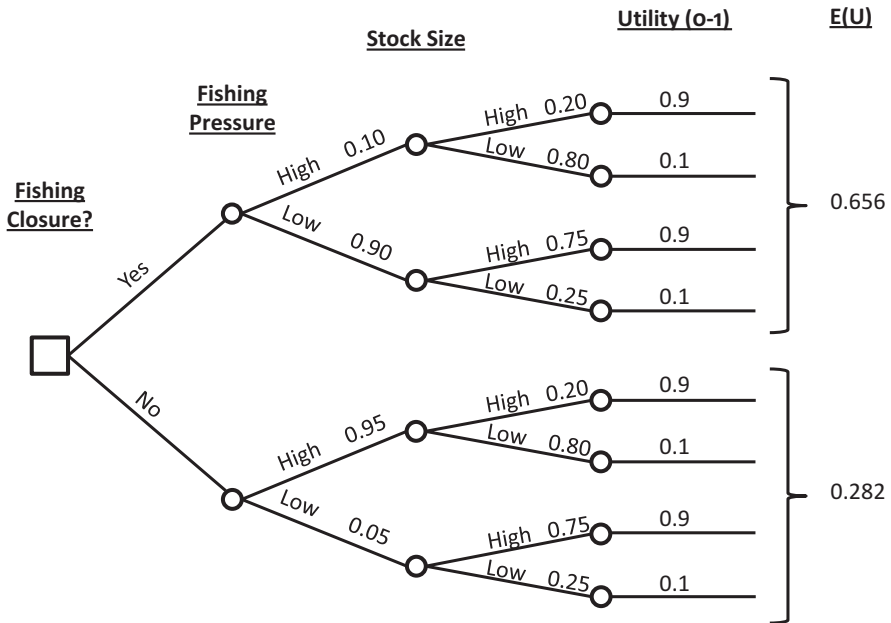 Utility (0-1)
E(U)
Stock Size
Fishing
Pressure
Fishing
Closure?
Yes
High 0.10
High 0.20
0.9
Low 0.80
0.1
Low 0.90
High 0.75
0.9
Low 0.25
0.1
0.656
No
High 0.95
High 0.20
0.9
Low 0.80
0.1
Low 0.05
High 0.75
0.9
Low 0.25
0.1
0.282